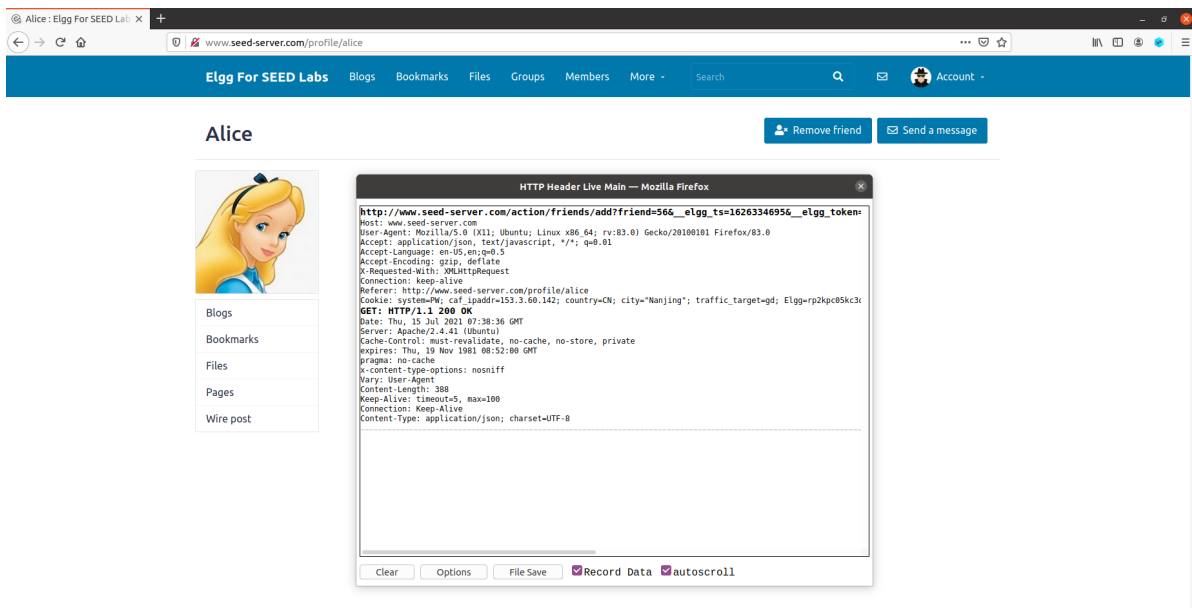 Alice : Elgg For SEED Lab
www.seed-server.com/profile/alice
Elgg For SEED Labs Blogs Bookmarks Files Groups Members More Search Account
Alice
Remove friend Send a message
HTTP Header Live Main — Mozilla Firefox
http://www.seed-server.com/action/friends/add?friend=56&__elgg_ts=1626334695&__elgg_token=
Host: www.seed-server.com
User-Agent: Mozilla/5.0 (X11; Ubuntu; Linux x86_64; rv:83.0) Gecko/20100101 Firefox/83.0
Accept: application/json, text/javascript, */*; q=0.01
Accept-Language: en-US,en;q=0.5
Accept-Encoding: gzip, deflate
X-Requested-With: XMLHttpRequest
Connection: keep-alive
Referer: http://www.seed-server.com/profile/alice
Cookie: system=PW; caf_ipaddr=153.3.60.142; country=CN; city="Nanjing"; traffic_target=gd; Elgg=rp2kpc05kc3
GET: HTTP/1.1 200 OK
Date: Thu, 15 Jul 2021 07:38:36 GMT
Server: Apache/2.4.41 (Ubuntu)
Cache-Control: must-revalidate, no-cache, no-store, private
expires: Thu, 19 Nov 1981 08:52:00 GMT
pragma: no-cache
x-content-type-options: nosniff
Vary: User-Agent
Content-Length: 388
Keep-Alive: timeout=5, max=100
Connection: Keep-Alive
Content-Type: application/json; charset=UTF-8
Blogs
Bookmarks
Files
Pages
Wire post
Clear Options File Save Record Data autoscroll